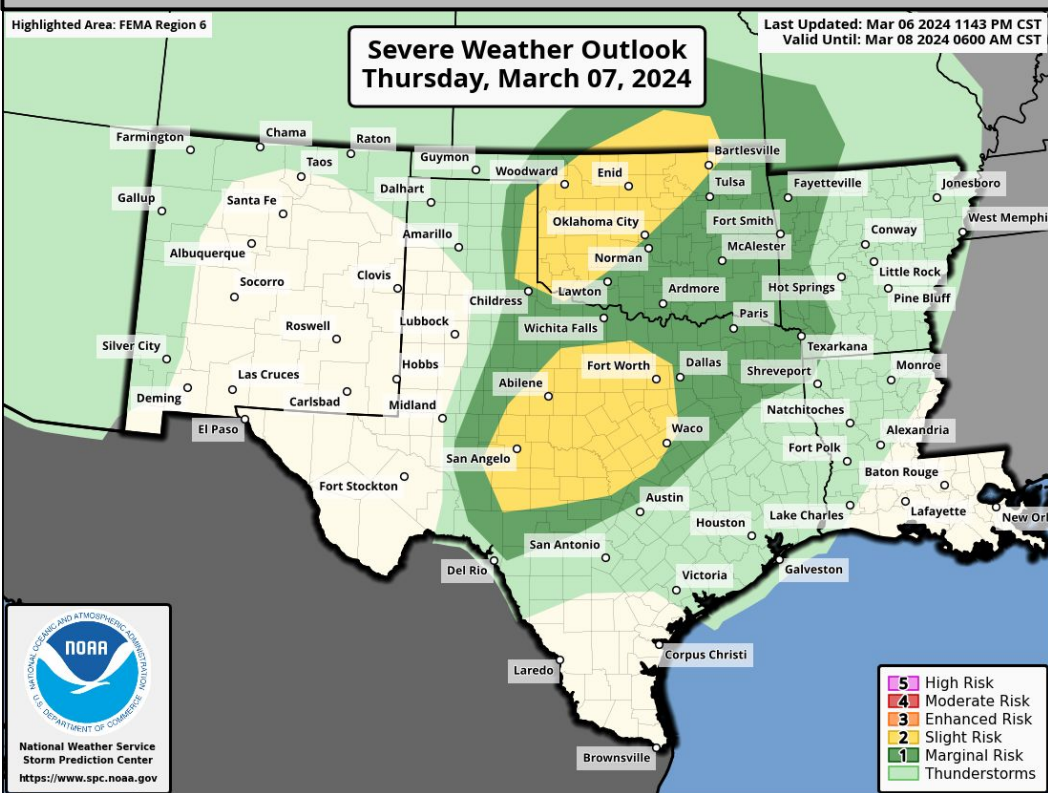 Highlighted Area: FEMA Region 6
Last Updated: Mar 06 2024 1143 PM CST
Valid Until: Mar 08 2024 0600 AM CST
Severe Weather Outlook
Thursday, March 07, 2024
Farmington
Chama
Raton
Taos
Guymon
Woodward
Enid
Bartlesville
Gallup
Santa Fe
Dalhart
Tulsa
Fayetteville
Jonesboro
Albuquerque
Amarillo
Oklahoma City
Fort Smith
Conway
West Memphi
Norman
McAlester
Socorro
Clovis
Childress
Lawton
Ardmore
Hot Springs
Little Rock
Pine Bluff
Roswell
Lubbock
Wichita Falls
Paris
Texarkana
Silver City
Las Cruces
Hobbs
Abilene
Fort Worth
Dallas
Shreveport
Monroe
Deming
Carlsbad
Midland
Natchitoches
El Paso
San Angelo
Waco
Fort Polk
Alexandria
Fort Stockton
Austin
Baton Rouge
Houston
Lake Charles
Lafayette
New Orl
San Antonio
Del Rio
Victoria
Galveston
Laredo
Corpus Christi
Brownsville
NATIONAL OCEANIC AND ATMOSPHERIC ADMINISTRATION
NOAA
U.S. DEPARTMENT OF COMMERCE
National Weather Service
Storm Prediction Center
https://www.spc.noaa.gov
5 High Risk
4 Moderate Risk
3 Enhanced Risk
2 Slight Risk
1 Marginal Risk
Thunderstorms